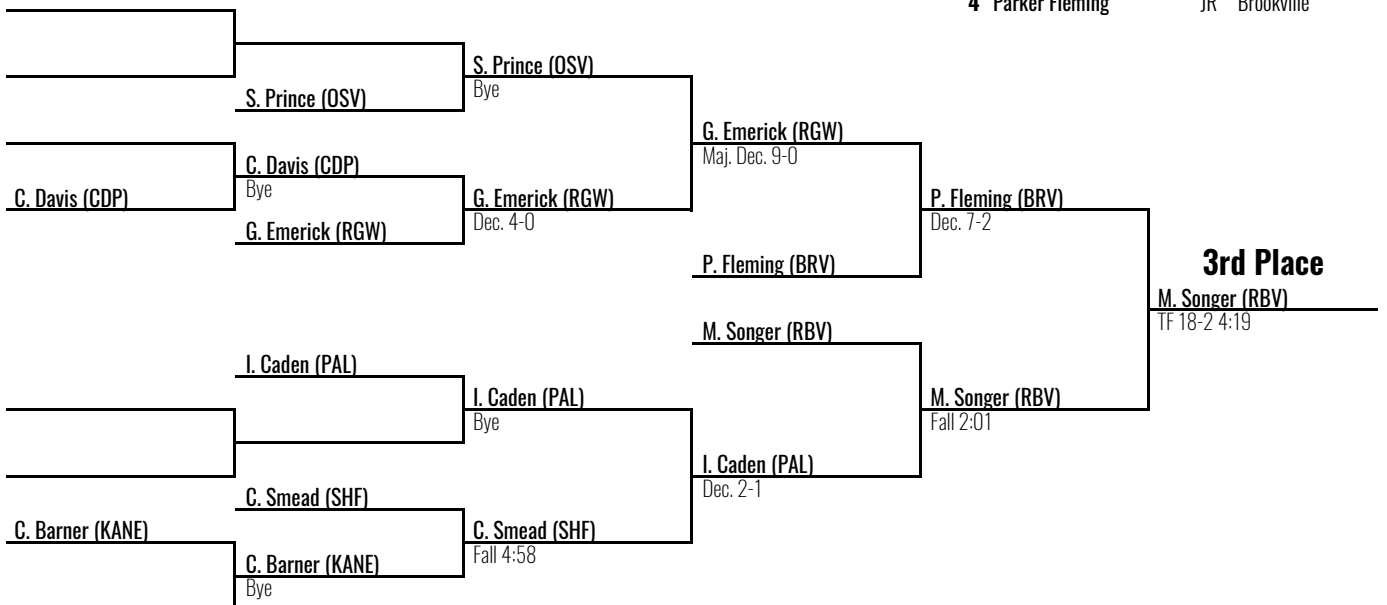 4 Parker Fleming JR Brookville
S. Prince (OSV)
Bye
S. Prince (OSV)
G. Emerick (RGW)
Maj. Dec. 9-0
C. Davis (CDP)
Bye
C. Davis (CDP)
G. Emerick (RGW)
Dec. 4-0
P. Fleming (BRV)
Dec. 7-2
G. Emerick (RGW)
P. Fleming (BRV)
3rd Place
M. Songer (RBV)
TF 18-2 4:19
M. Songer (RBV)
I. Caden (PAL)
I. Caden (PAL)
Bye
M. Songer (RBV)
Fall 2:01
I. Caden (PAL)
Dec. 2-1
C. Smead (SHF)
C. Barner (KANE)
C. Smead (SHF)
Fall 4:58
C. Barner (KANE)
Bye